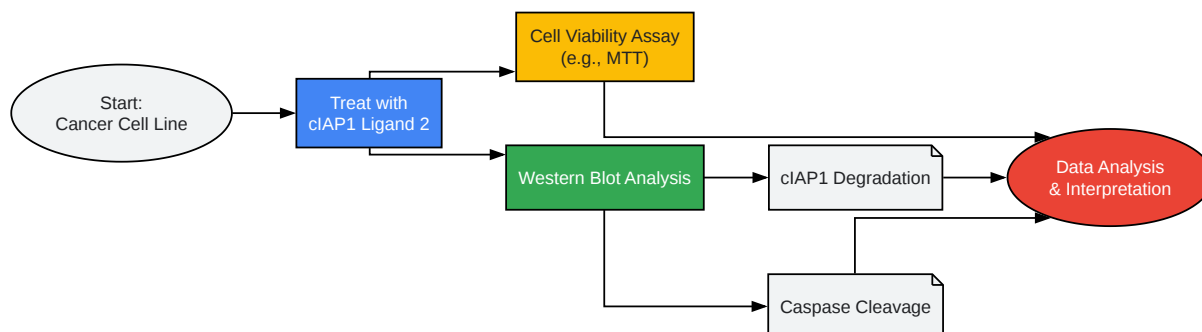 Start:
Cancer Cell Line
Treat with
cIAP1 Ligand 2
Cell Viability Assay
(e.g., MTT)
Western Blot Analysis
cIAP1 Degradation
Caspase Cleavage
Data Analysis
& Interpretation